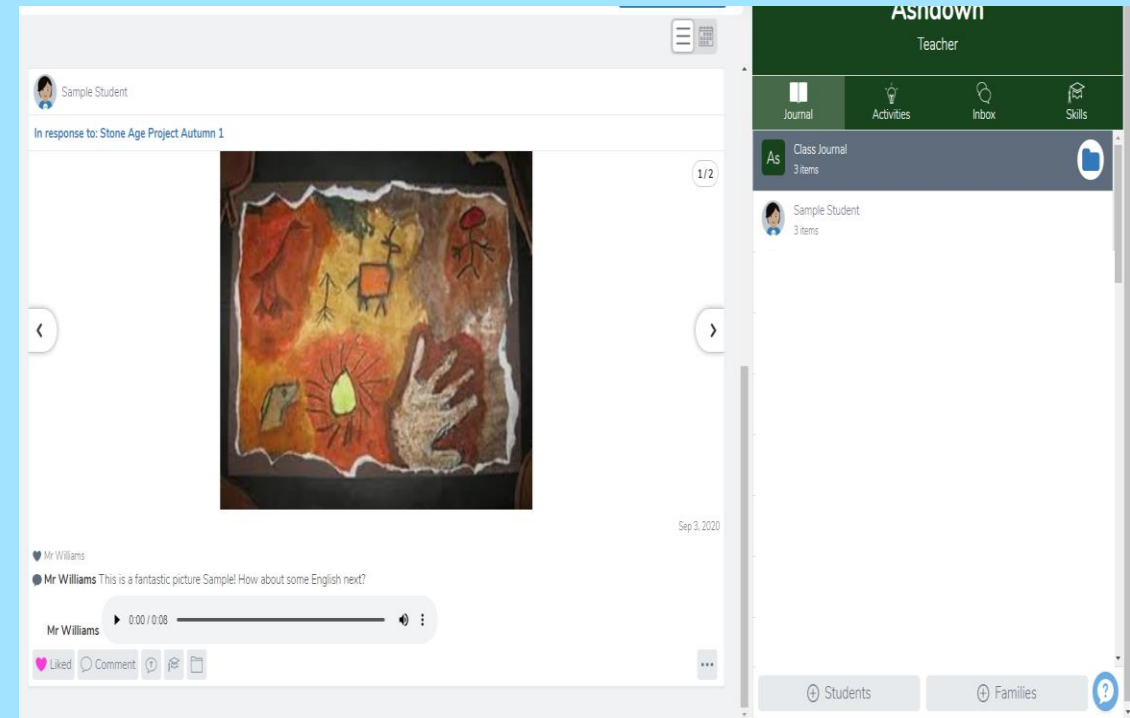 Sample Student
In response to: Stone Age Project Autumn 1
1/2
Sep 3, 2020
Mr Williams
Mr Williams This is a fantastic picture Sample! How about some English next?
Mr Williams 0:00 / 0:08
Liked Comment
Ashdown
Teacher
Journal Activities Inbox Skills
As Class Journal
3 items
Sample Student
3 items
Students Families ?